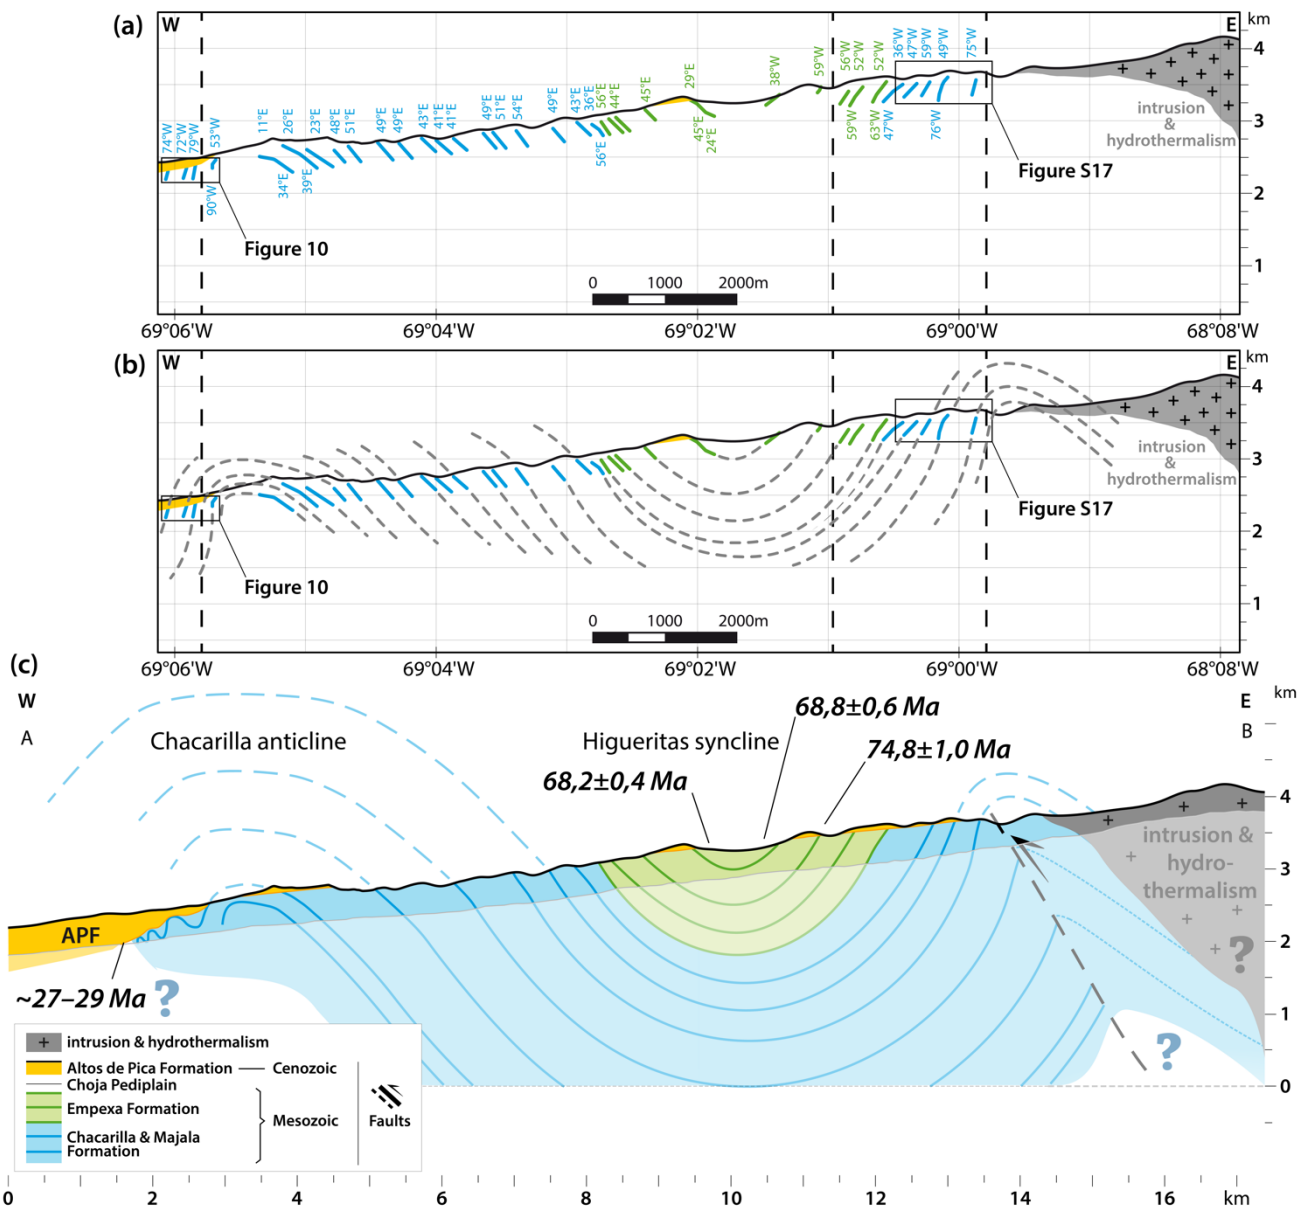 (a)
W
E
km
74°W
72°W
79°W
53°W
90°W
11°E
26°E
34°E
23°E
39°E
48°E
51°E
49°E
49°E
43°E
41°E
41°E
49°E
51°E
54°E
49°E
43°E
36°E
56°E
56°E
44°E
45°E
29°E
45°E
24°E
38°W
59°W
56°W
52°W
52°W
59°W
63°W
47°W
36°W
47°W
59°W
49°W
76°W
75°W
4
3
2
1
intrusion
&
hydrothermalism
Figure S17
Figure 10
0 1000 2000m
69°06'W 69°04'W 69°02'W 69°00'W 68°08'W
(b)
W
E
km
4
3
2
1
intrusion
&
hydrothermalism
Figure S17
Figure 10
0 1000 2000m
69°06'W 69°04'W 69°02'W 69°00'W 68°08'W
(c)
W
A
E
B
km
68,8±0,6 Ma
Chacarilla anticline
Higueritas syncline
74,8±1,0 Ma
68,2±0,4 Ma
4
3
2
1
0
intrusion &
hydro-
thermalism
?
APF
~27–29 Ma
?
?
intrusion & hydrothermalism
Altos de Pica Formation
Cenozoic
Choja Pediplain
Empexa Formation
Mesozoic
Faults
Chacarilla & Majala
Formation
0 2 4 6 8 10 12 14 16 km